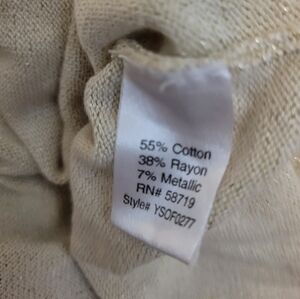 55% Cotton
38% Rayon
7% Metallic
RN# 58719
Style# YSOF0277